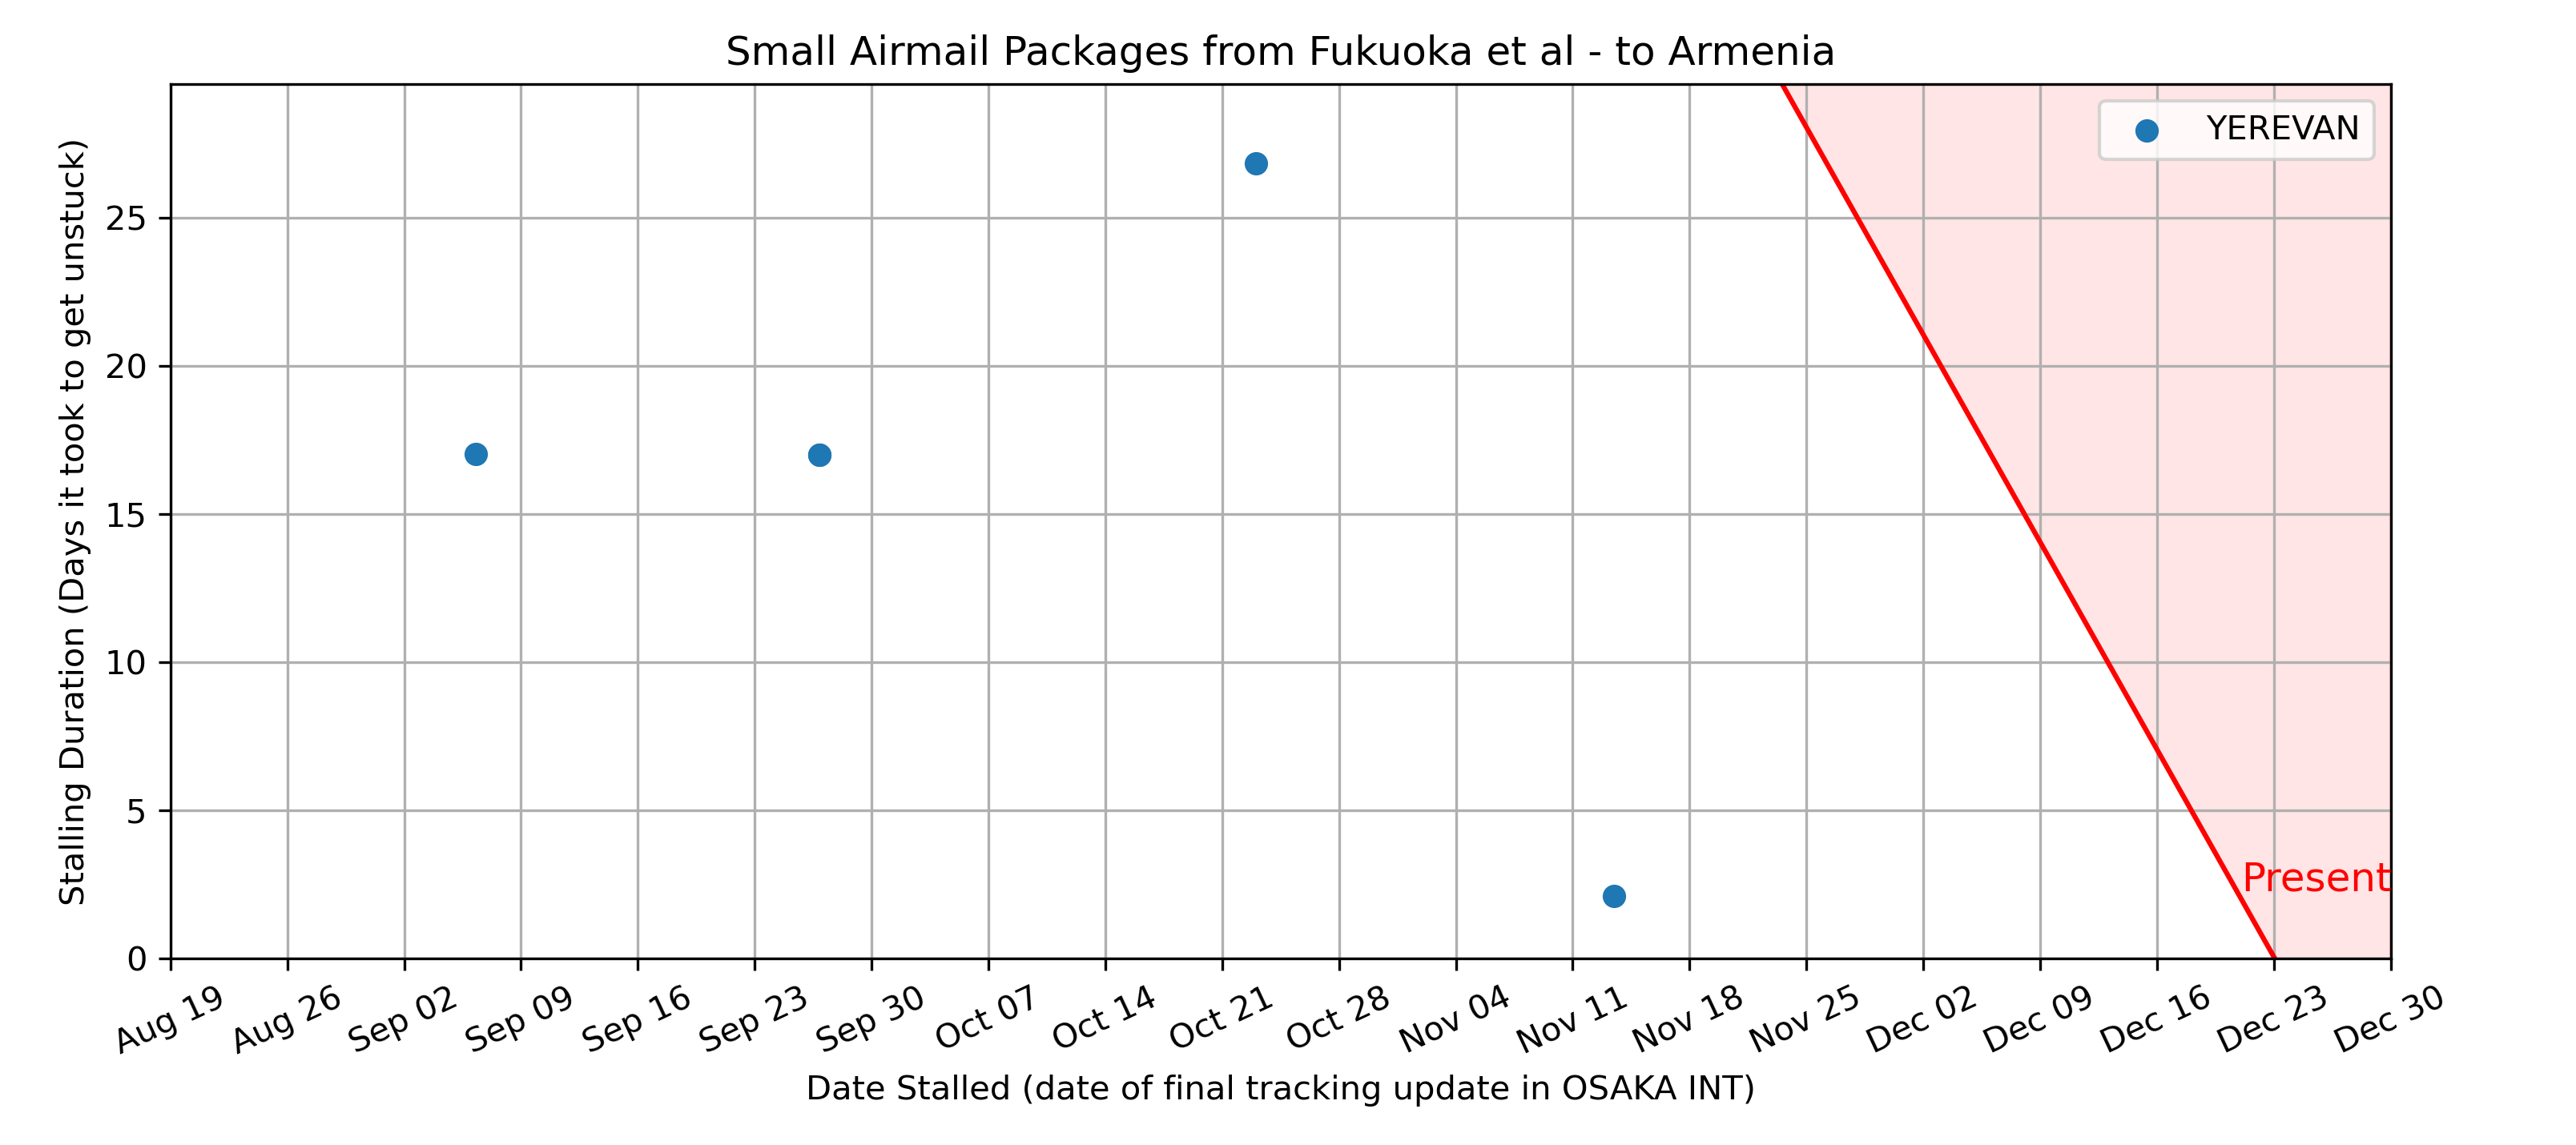 Small Airmail Packages from Fukuoka et al - to Armenia
YEREVAN
Stalling Duration (Days it took to get unstuck)
25
20
15
10
5
0
Present
Aug 19
Aug 26
Sep 02
Sep 09
Sep 16
Sep 23
Sep 30
Oct 07
Oct 14
Oct 21
Oct 28
Nov 04
Nov 11
Nov 18
Nov 25
Dec 02
Dec 09
Dec 16
Dec 23
Dec 30
Date Stalled (date of final tracking update in OSAKA INT)